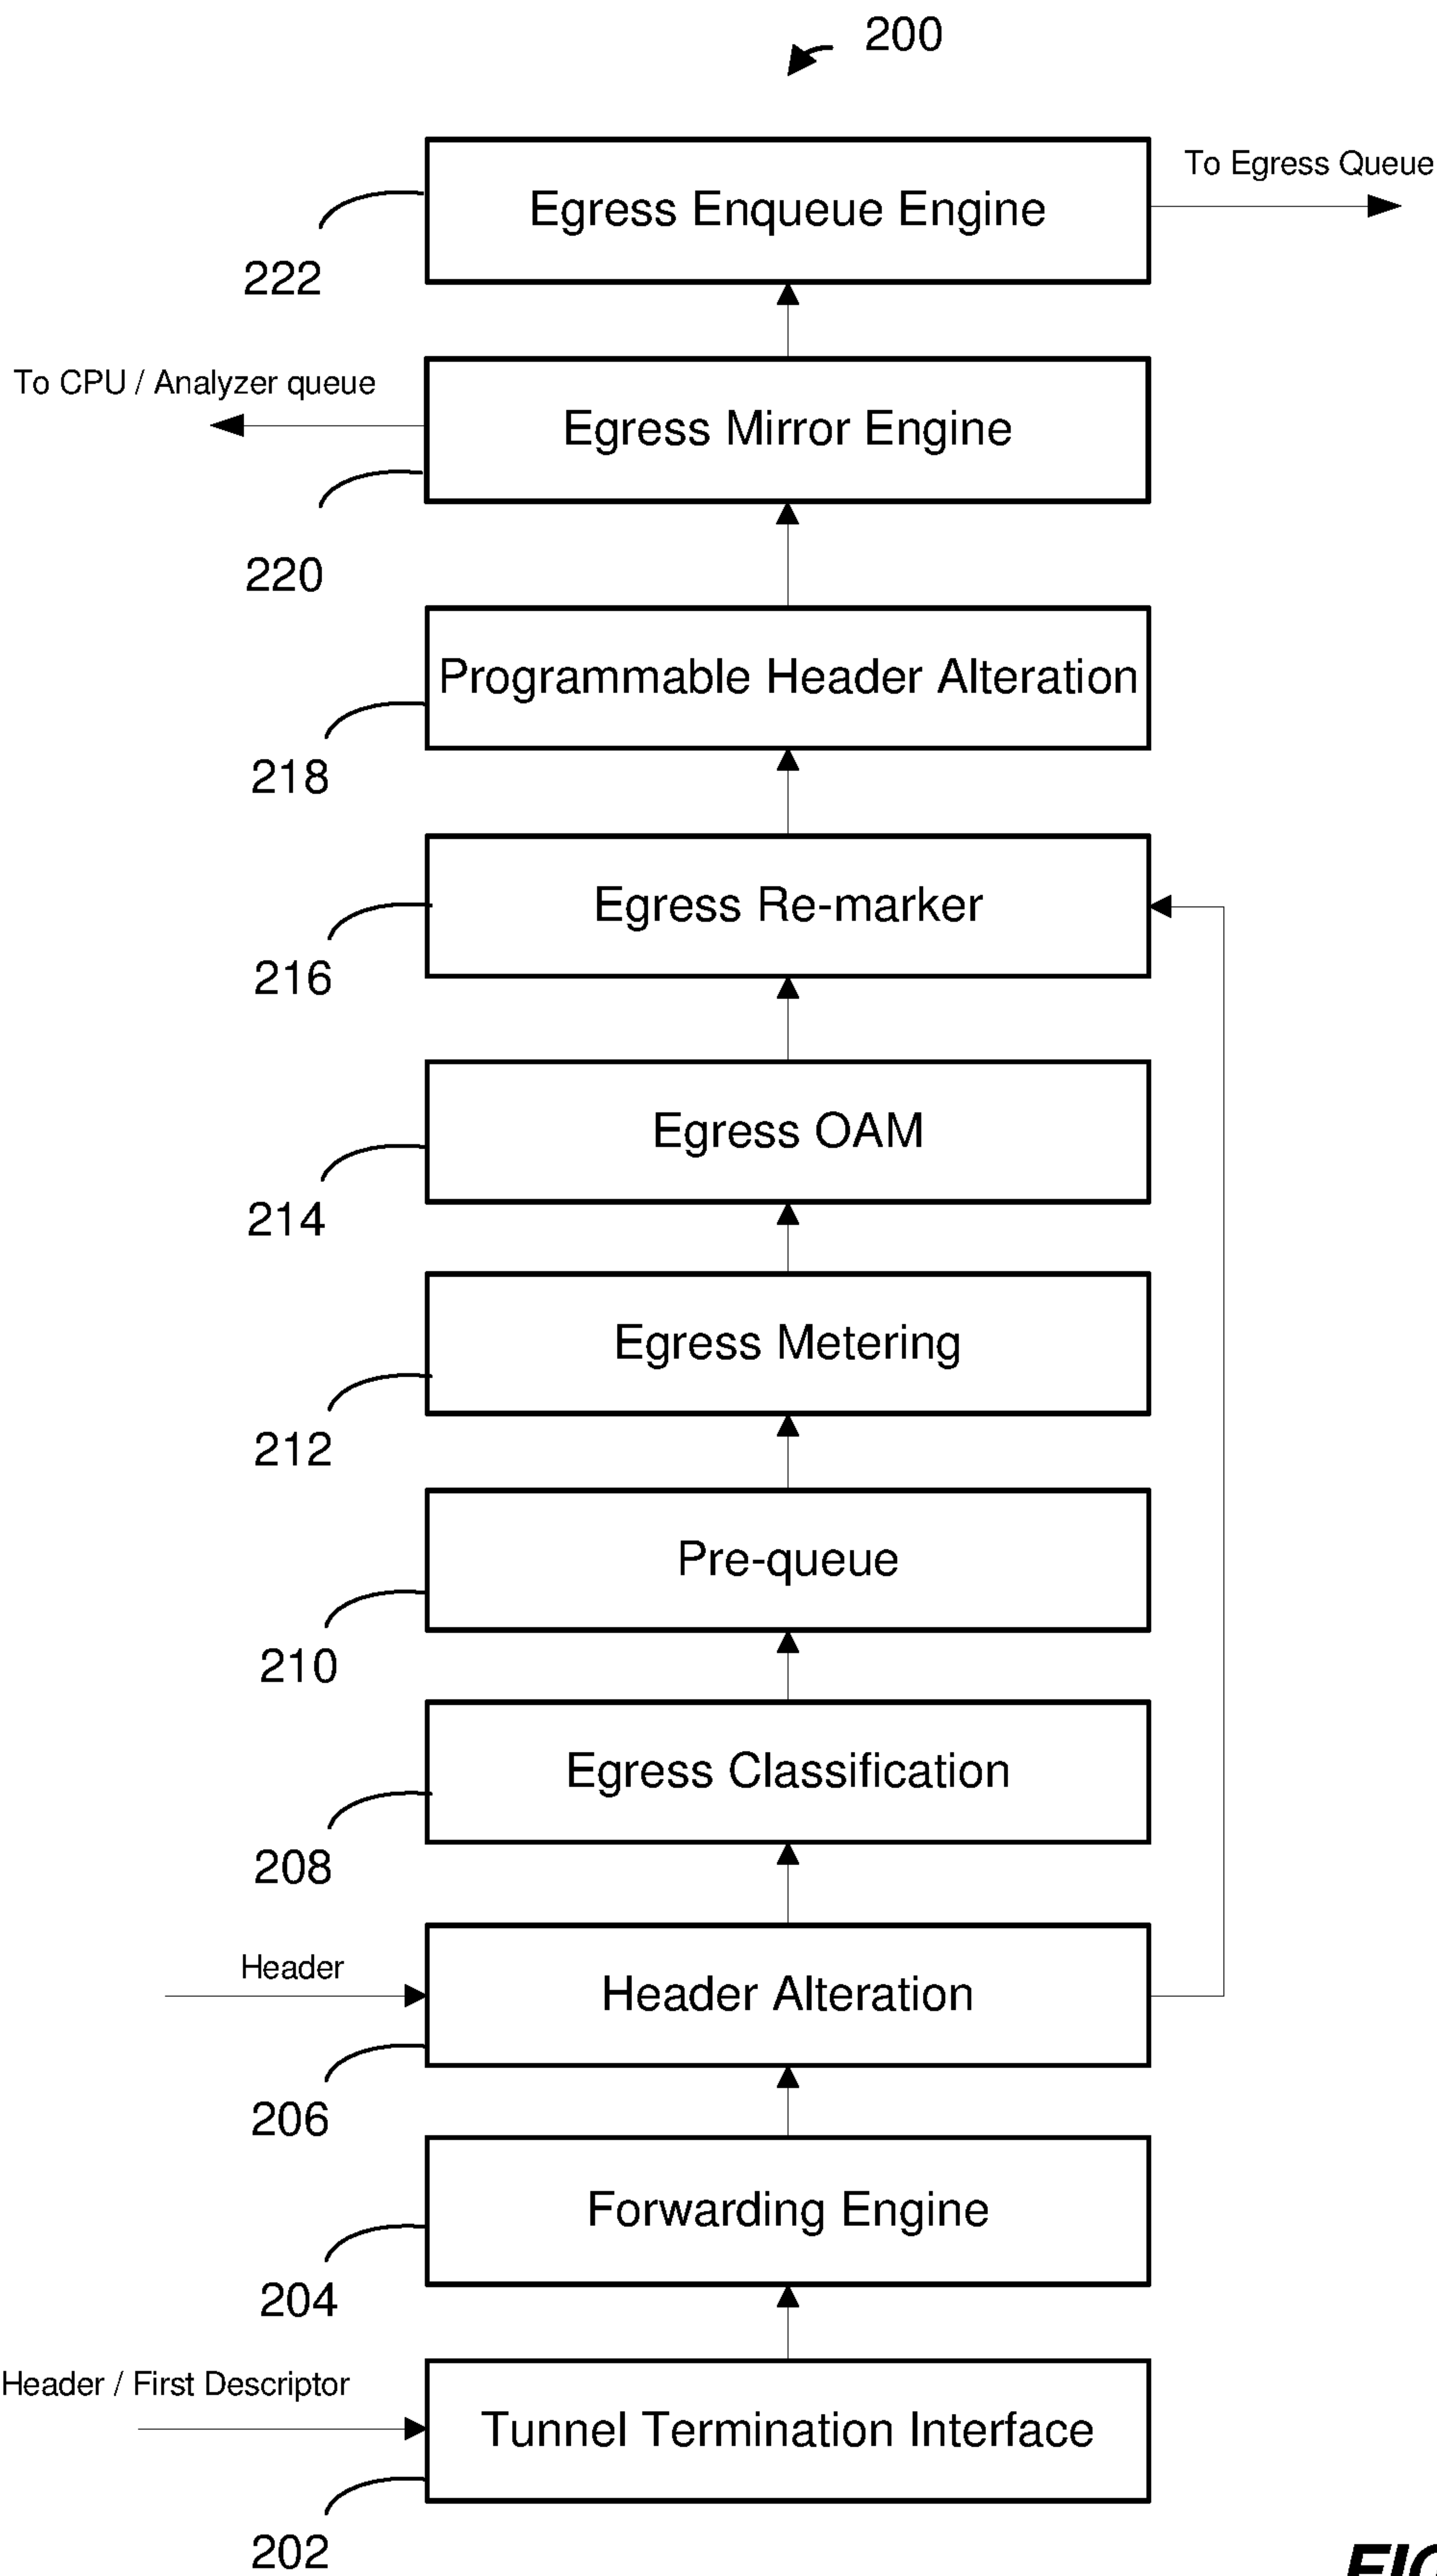 200
To Egress Queue
Egress Enqueue Engine
222
To CPU / Analyzer queue
Egress Mirror Engine
220
Programmable Header Alteration
218
Egress Re-marker
216
Egress OAM
214
Egress Metering
212
Pre-queue
210
Egress Classification
208
Header
Header Alteration
206
Forwarding Engine
204
Header / First Descriptor
Tunnel Termination Interface
202